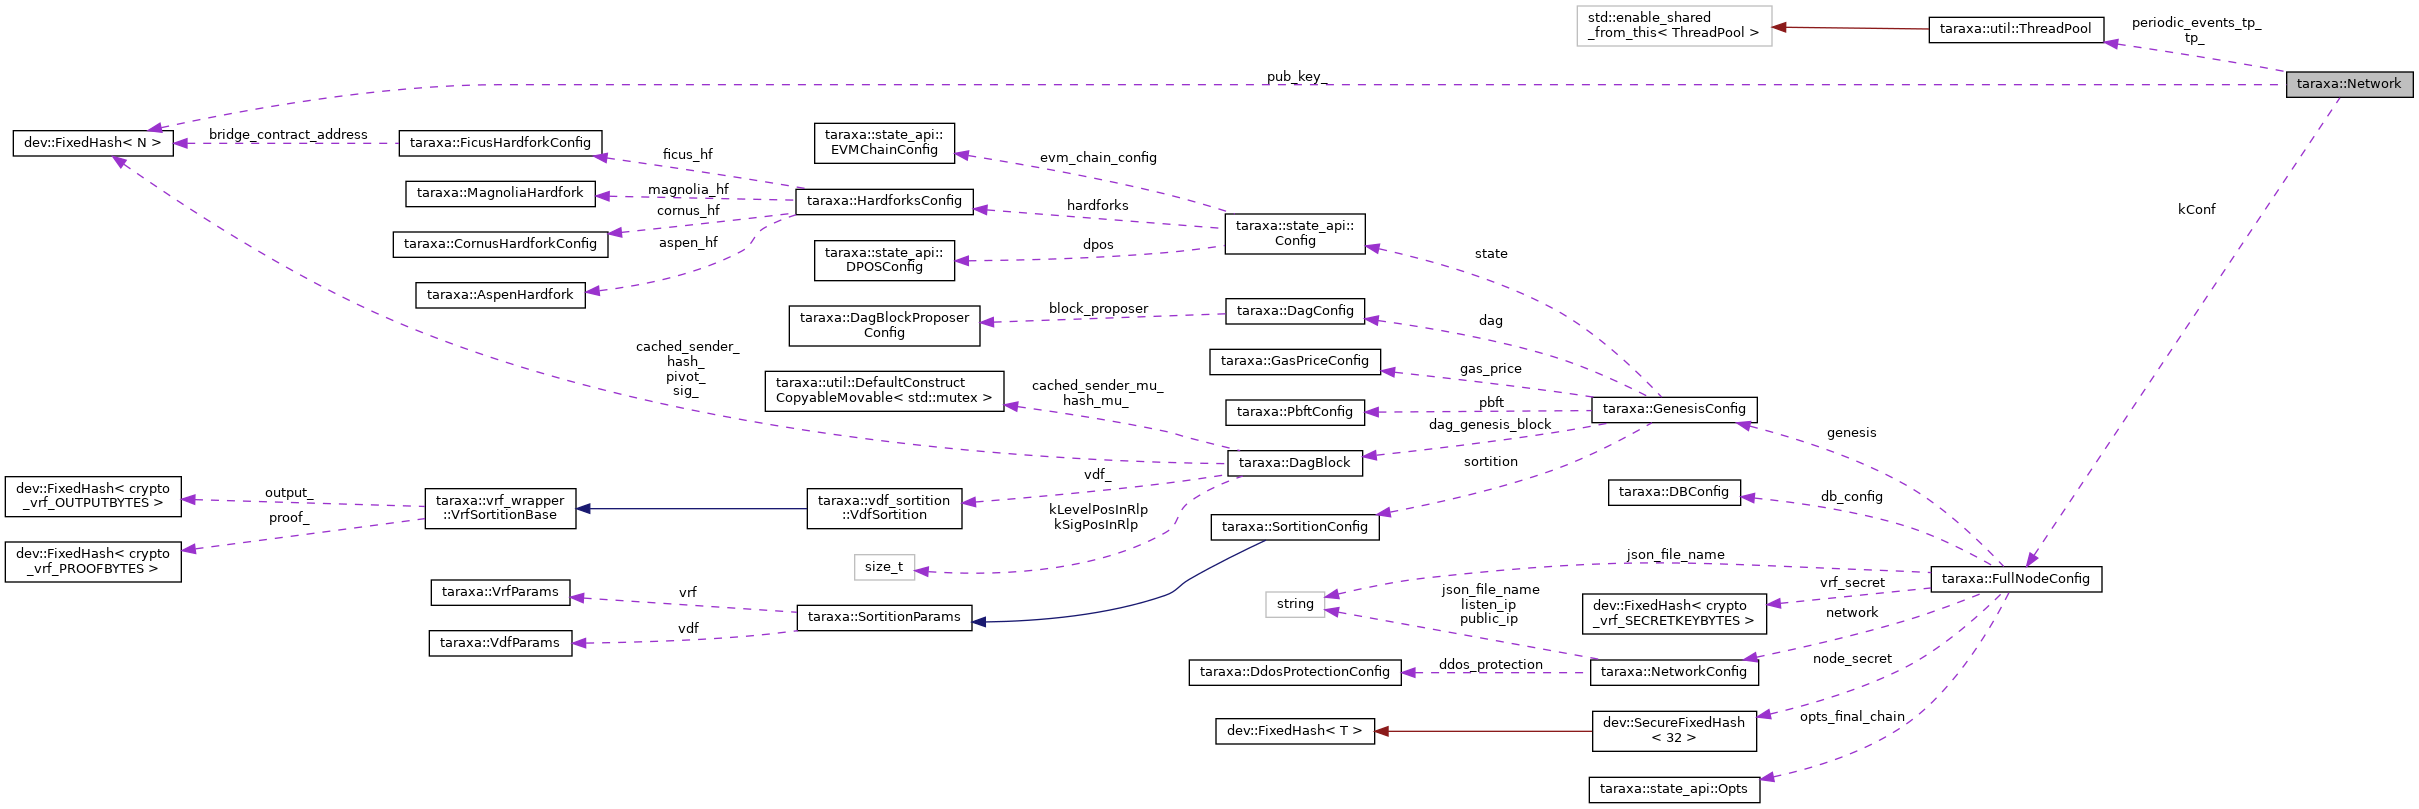 std::enable_shared
_from_this< ThreadPool >
taraxa::util::ThreadPool
periodic_events_tp_
tp_
pub_key_
taraxa::Network
dev::FixedHash< N >
bridge_contract_address
taraxa::FicusHardforkConfig
ficus_hf
taraxa::state_api::
EVMChainConfig
evm_chain_config
taraxa::MagnoliaHardfork
magnolia_hf
taraxa::HardforksConfig
hardforks
kConf
cornus_hf
taraxa::CornusHardforkConfig
aspen_hf
taraxa::state_api::
DPOSConfig
dpos
taraxa::state_api::
Config
state
taraxa::AspenHardfork
taraxa::DagBlockProposer
Config
block_proposer
taraxa::DagConfig
dag
cached_sender_
hash_
pivot_
sig_
taraxa::GasPriceConfig
gas_price
taraxa::util::DefaultConstruct
CopyableMovable< std::mutex >
cached_sender_mu_
hash_mu_
taraxa::PbftConfig
pbft
taraxa::GenesisConfig
dag_genesis_block
genesis
taraxa::DagBlock
sortition
vdf_
dev::FixedHash< crypto
_vrf_OUTPUTBYTES >
output_
taraxa::vrf_wrapper
::VrfSortitionBase
taraxa::vdf_sortition
::VdfSortition
taraxa::DBConfig
db_config
proof_
kLevelPosInRlp
kSigPosInRlp
taraxa::SortitionConfig
dev::FixedHash< crypto
_vrf_PROOFBYTES >
size_t
json_file_name
taraxa::FullNodeConfig
taraxa::VrfParams
vrf
json_file_name
listen_ip
public_ip
string
vrf_secret
dev::FixedHash< crypto
_vrf_SECRETKEYBYTES >
network
taraxa::SortitionParams
vdf
taraxa::VdfParams
taraxa::DdosProtectionConfig
ddos_protection
taraxa::NetworkConfig
node_secret
dev::FixedHash< T >
dev::SecureFixedHash
< 32 >
opts_final_chain
taraxa::state_api::Opts